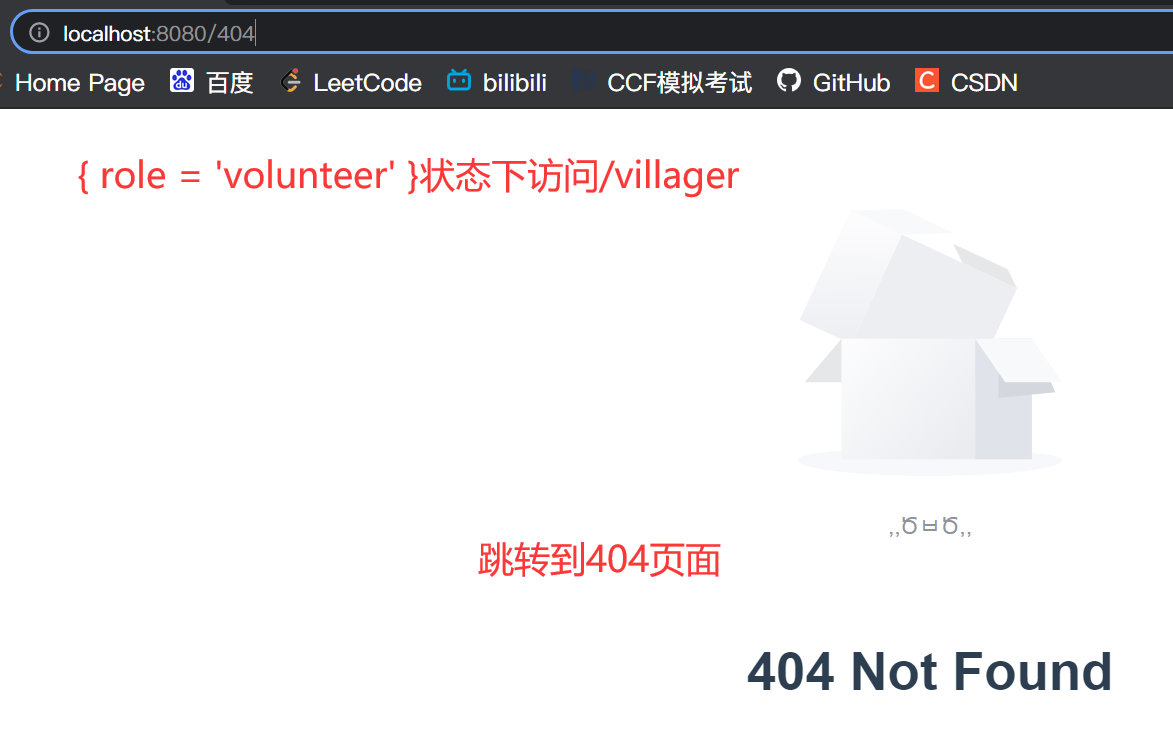 localhost:8080/404
Home Page 百度 LeetCode bilibili CCF模拟考试 GitHub CSDN
{ role = 'volunteer' }状态下访问/villager
跳转到404页面
404 Not Found